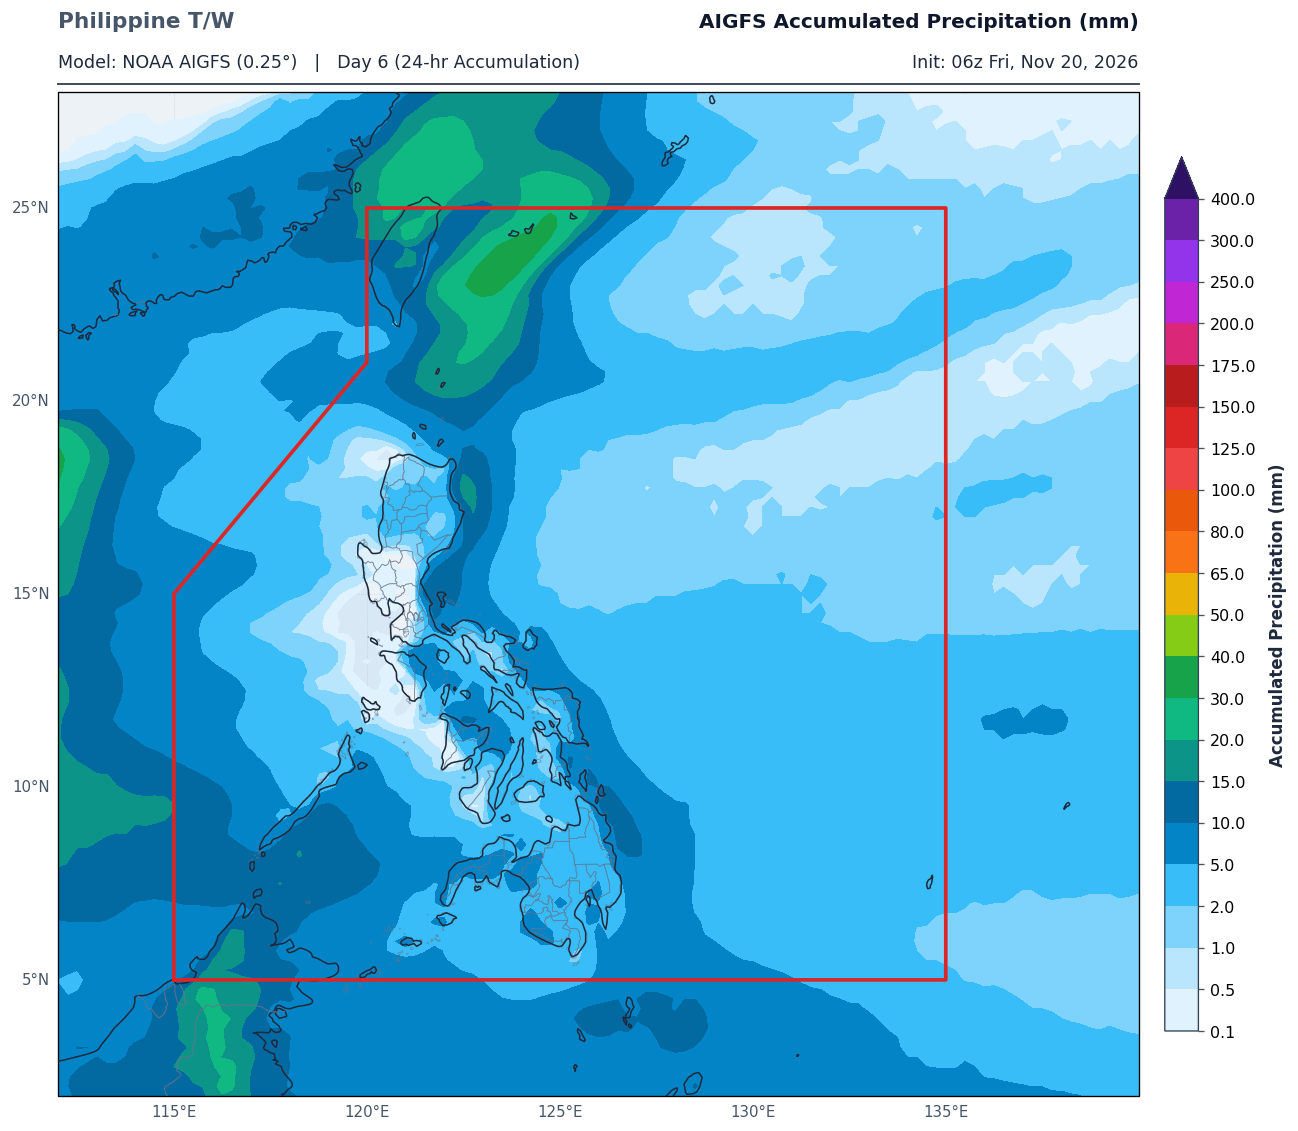 Philippine T/W
AIGFS Accumulated Precipitation (mm)
Model: NOAA AIGFS (0.25°)   |   Day 6 (24-hr Accumulation)
Init: 06z Fri, Nov 20, 2026
25°N
20°N
15°N
10°N
5°N
115°E
120°E
125°E
130°E
135°E
400.0
300.0
250.0
200.0
175.0
150.0
125.0
100.0
80.0
65.0
50.0
40.0
30.0
20.0
15.0
10.0
5.0
2.0
1.0
0.5
0.1
Accumulated Precipitation (mm)